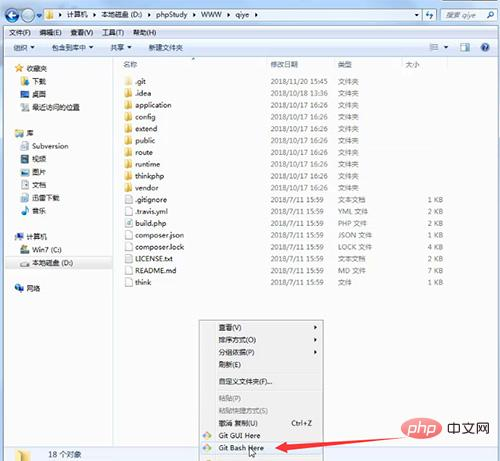 计算机 ▸ 本地磁盘 (D:) ▸ phpStudy ▸ WWW ▸ qiye
搜索 qiye
文件(F) 编辑(E) 查看(V) 工具(T) 帮助(H)
组织 包含到库中 共享 新建文件夹
名称 修改日期 类型 大小
收藏夹
下载
桌面
最近访问的位置
库
Subversion
视频
图片
文档
迅雷下载
音乐
计算机
Win7 (C:)
本地磁盘 (D:)
网络
.git 2018/11/20 15:45 文件夹
.idea 2018/10/18 13:36 文件夹
application 2018/10/17 16:26 文件夹
config 2018/10/17 16:26 文件夹
extend 2018/10/17 16:26 文件夹
public 2018/10/17 16:26 文件夹
route 2018/10/17 16:26 文件夹
runtime 2018/10/17 16:26 文件夹
thinkphp 2018/10/17 16:26 文件夹
vendor 2018/10/17 16:26 文件夹
.gitignore 2018/7/11 15:59 文本文档 1 KB
.travis.yml 2018/7/11 15:59 YML 文件 2 KB
build.php 2018/7/11 15:59 PHP 文件 2 KB
composer.json 2018/7/11 15:59 JSON 文件 1 KB
composer.lock 2018/7/11 15:59 LOCK 文件 4 KB
LICENSE.txt 2018/7/11 15:59 文本文档 2 KB
README.md 2018/7/11 15:59 MD 文件 7 KB
think 2018/7/11 15:59 文件 1 KB
查看(V)
排序方式(O)
分组依据(P)
刷新(E)
自定义文件夹(F)...
粘贴(P)
粘贴快捷方式(S)
撤消 复制(U) Ctrl+Z
Git GUI Here
Git Bash Here
18 个对象
php 中文网